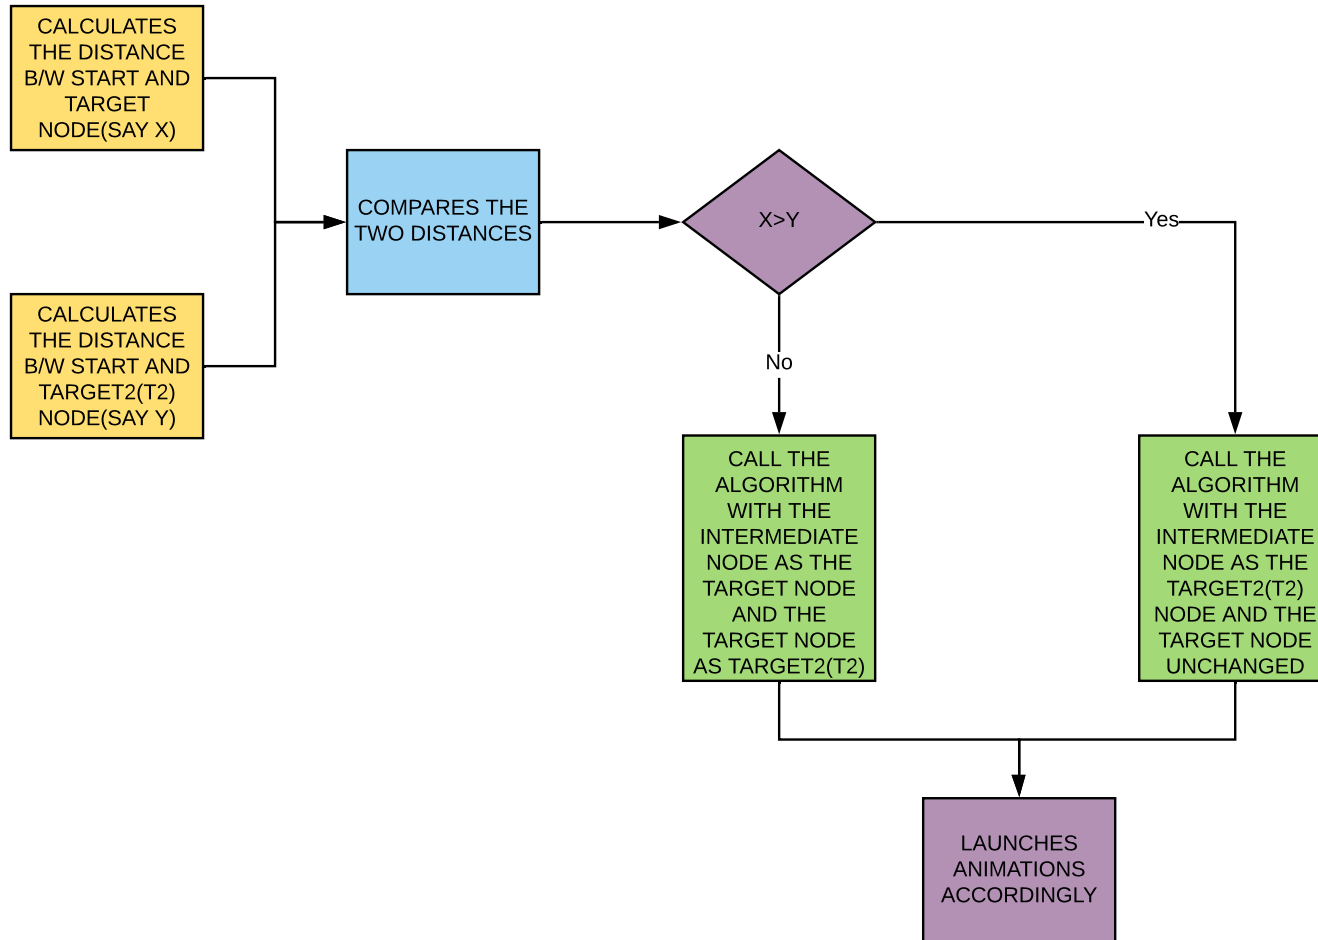 CALCULATES
THE DISTANCE
B/W START AND
TARGET
NODE(SAY X)
CALCULATES
THE DISTANCE
B/W START AND
TARGET2(T2)
NODE(SAY Y)
COMPARES THE
TWO DISTANCES
X>Y
Yes
No
CALL THE
ALGORITHM
WITH THE
INTERMEDIATE
NODE AS THE
TARGET NODE
AND THE
TARGET NODE
AS TARGET2(T2)
CALL THE
ALGORITHM
WITH THE
INTERMEDIATE
NODE AS THE
TARGET2(T2)
NODE AND THE
TARGET NODE
UNCHANGED
LAUNCHES
ANIMATIONS
ACCORDINGLY